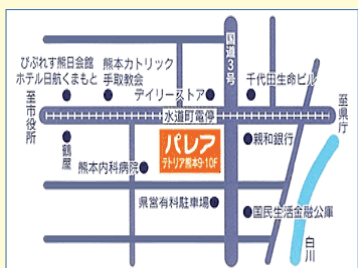 びぷれす熊日会館
ホテル日航くまもと
熊本カトリック
手取教会
国道3号
デイリーストア
千代田生命ビル
至市役所
水道町電停
至県庁
鶴屋
パレア
テトリア熊本9・10F
親和銀行
熊本内科病院
県営有料駐車場
国民生活金融公庫
白川